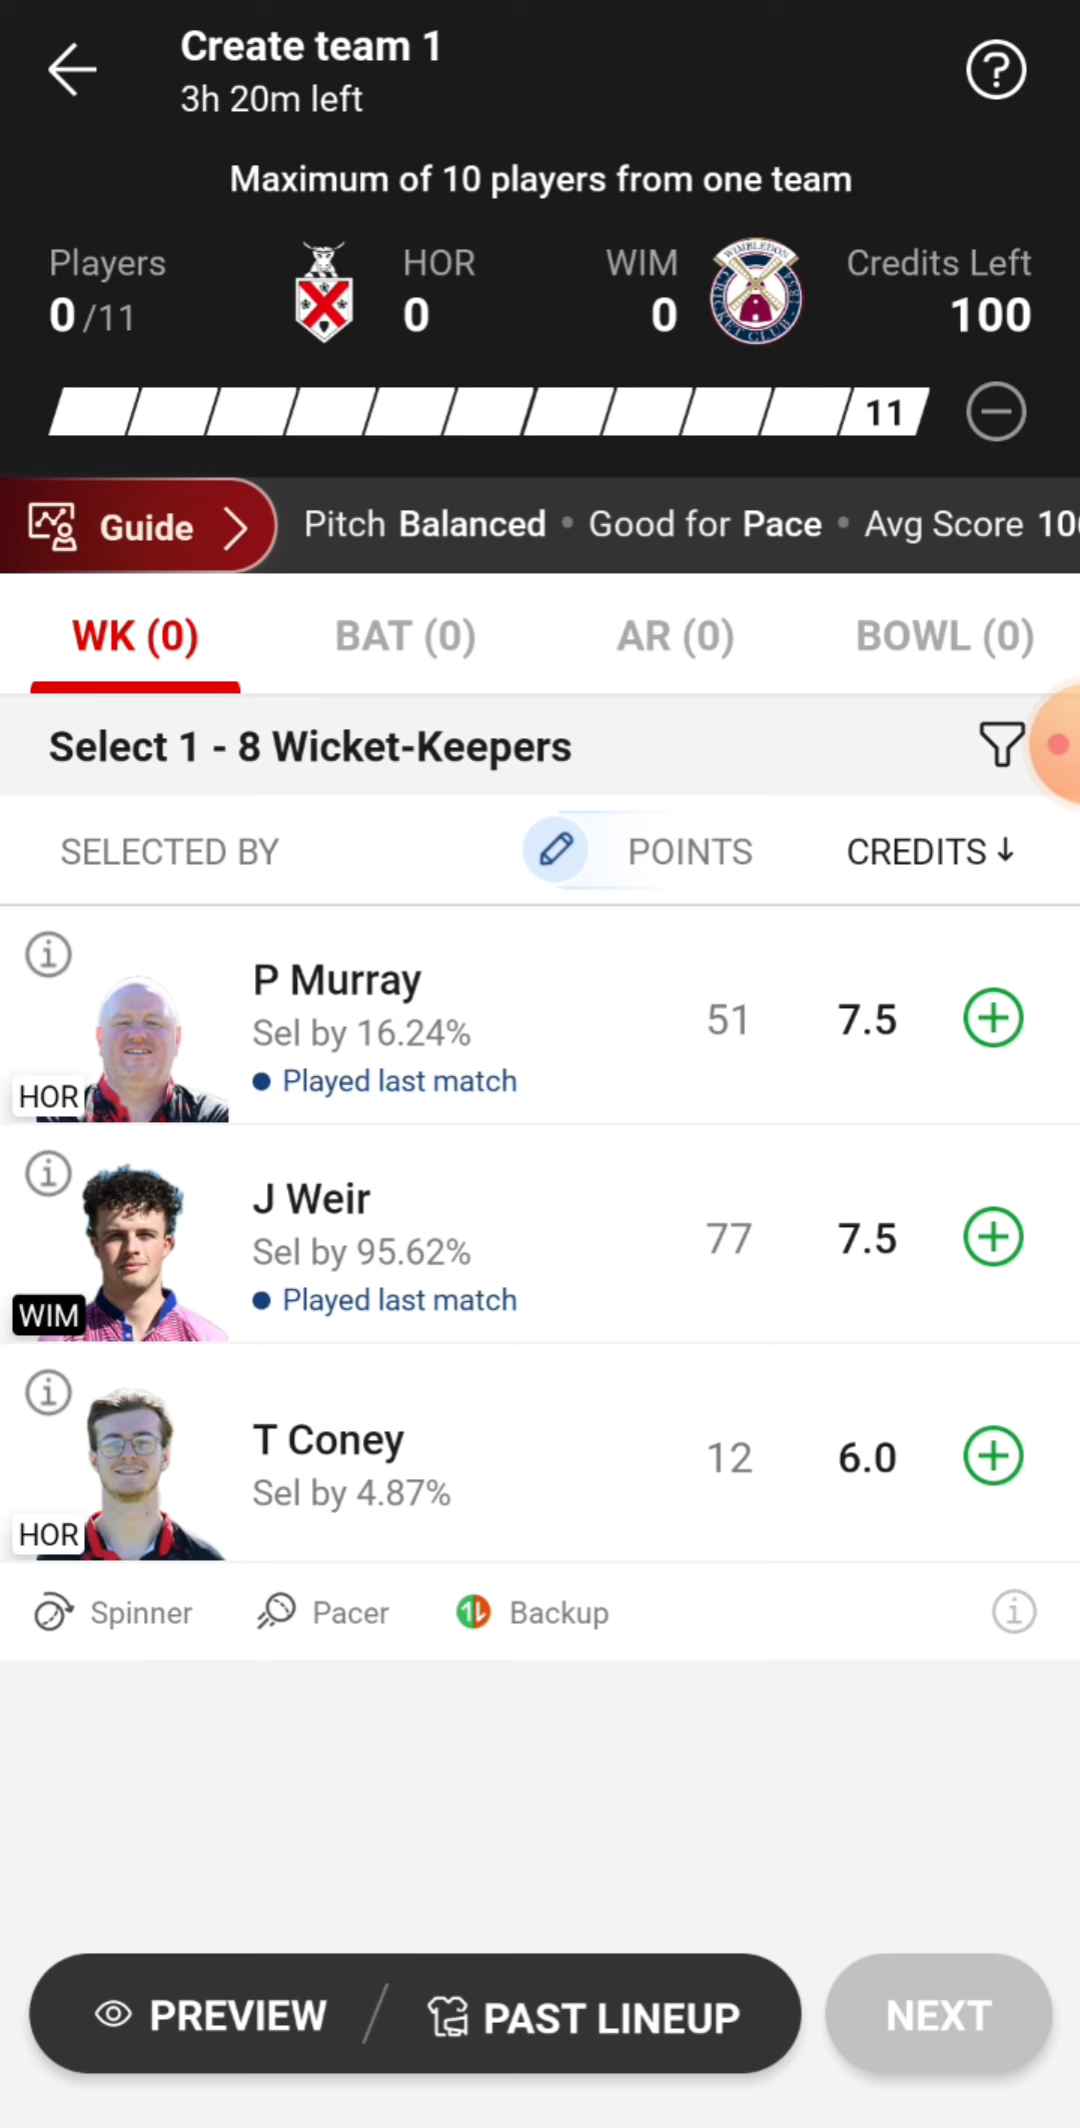 Create team 1
3h 20m left
Maximum of 10 players from one team
Players
0/11
HOR
0
WIM
0
WIMBLEDON
CRICKET CLUB
Credits Left
100
11
Guide
Pitch Balanced • Good for Pace • Avg Score 10
WK (0)
BAT (0)
AR (0)
BOWL (0)
Select 1 - 8 Wicket-Keepers
SELECTED BY
POINTS
CREDITS ↓
P Murray
Sel by 16.24%
Played last match
HOR
51
7.5
J Weir
Sel by 95.62%
Played last match
WIM
77
7.5
T Coney
Sel by 4.87%
HOR
12
6.0
Spinner
Pacer
Backup
PREVIEW
PAST LINEUP
NEXT